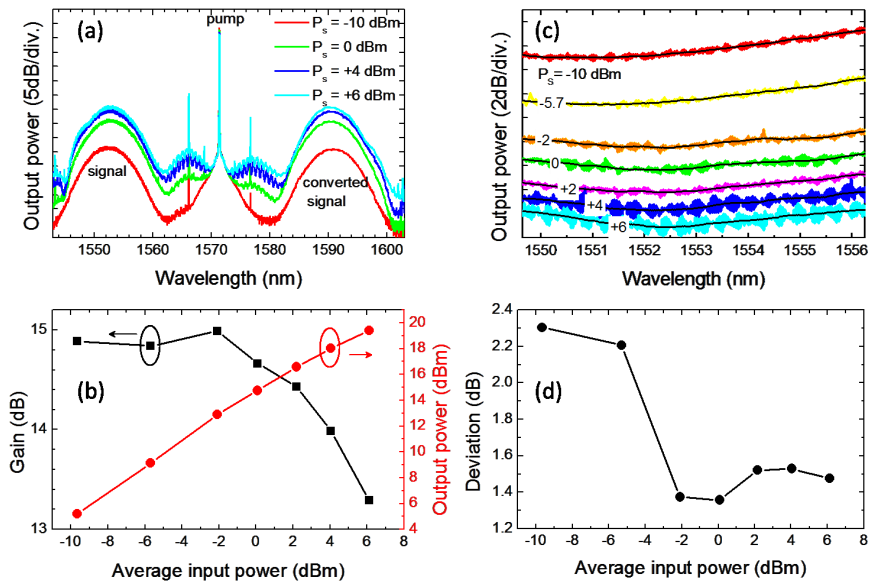 (a)
pump
P_s = -10 dBm
P_s = 0 dBm
P_s = +4 dBm
P_s = +6 dBm
signal
converted
signal
Output power (5dB/div.)
1550 1560 1570 1580 1590 1600
Wavelength (nm)
(c)
P_s = -10 dBm
-5.7
-2
0
+2
+4
+6
Output power (2dB/div.)
1550 1551 1552 1553 1554 1555 1556
Wavelength (nm)
(b)
15
14
13
Gain (dB)
20
18
16
14
12
10
8
6
4
Output power (dBm)
-10 -8 -6 -4 -2 0 2 4 6 8
Average input power (dBm)
(d)
2.4
2.2
2.0
1.8
1.6
1.4
1.2
Deviation (dB)
-10 -8 -6 -4 -2 0 2 4 6 8
Average input power (dBm)